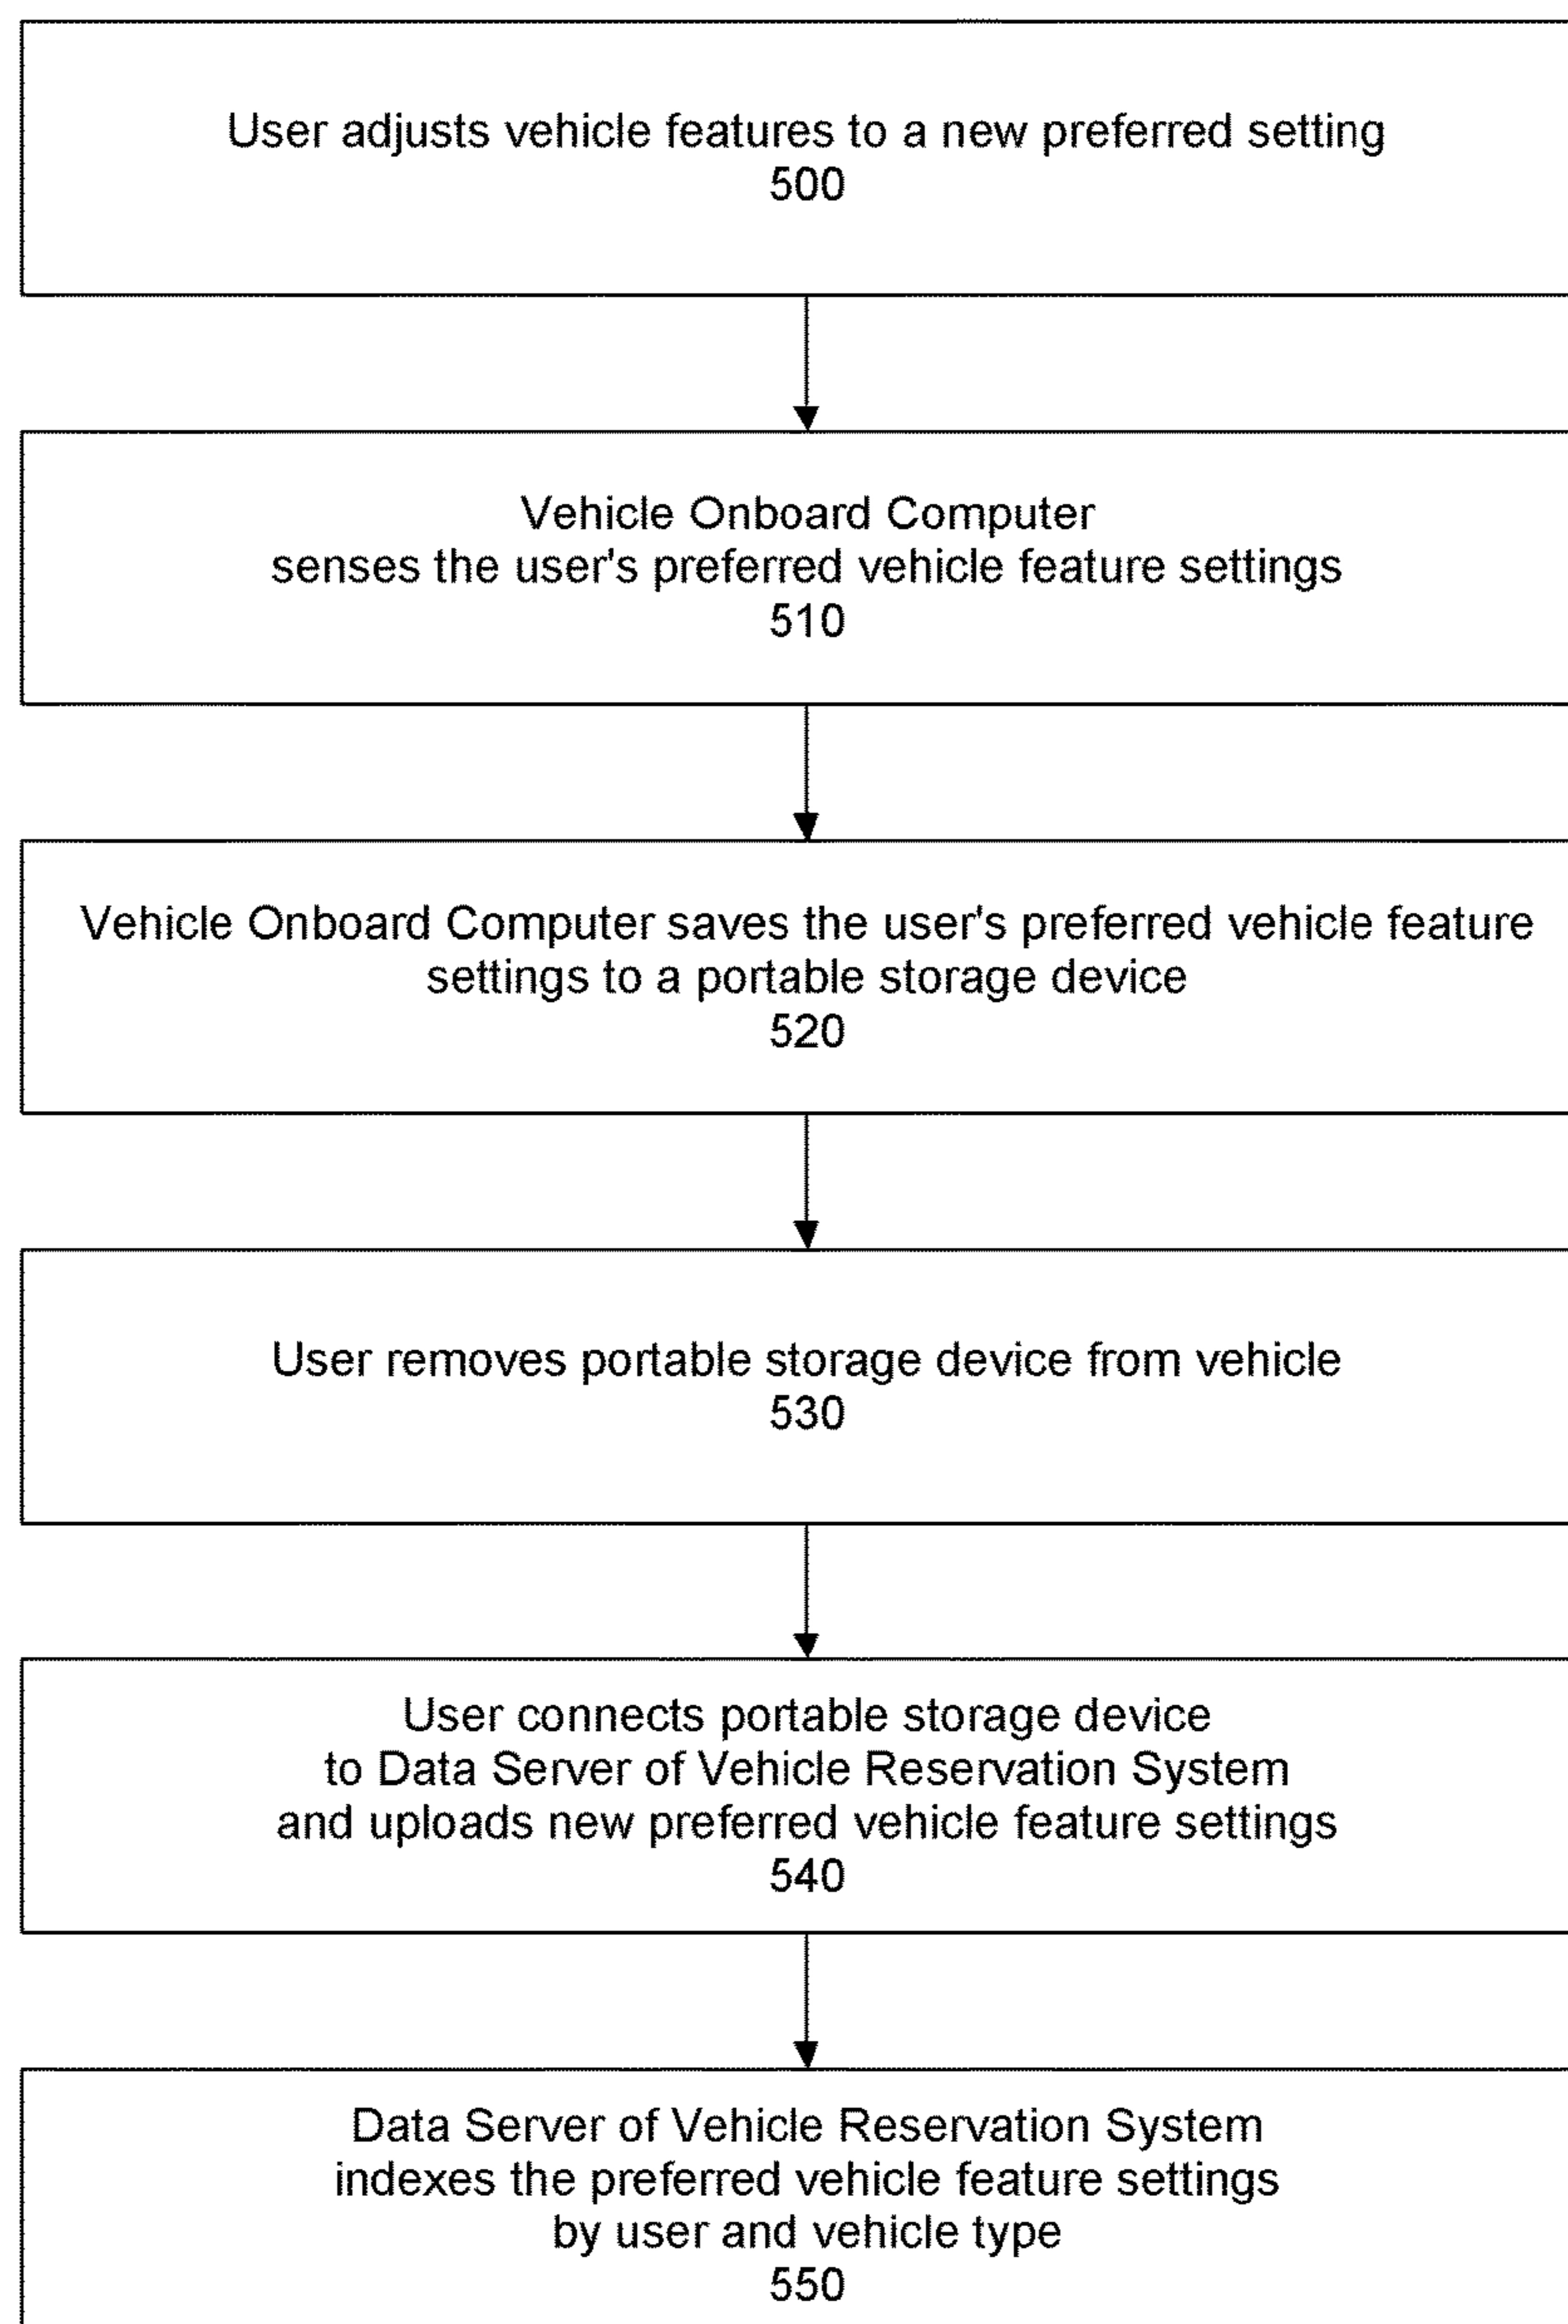 User adjusts vehicle features to a new preferred setting
500
Vehicle Onboard Computer
senses the user's preferred vehicle feature settings
510
Vehicle Onboard Computer saves the user's preferred vehicle feature
settings to a portable storage device
520
User removes portable storage device from vehicle
530
User connects portable storage device
to Data Server of Vehicle Reservation System
and uploads new preferred vehicle feature settings
540
Data Server of Vehicle Reservation System
indexes the preferred vehicle feature settings
by user and vehicle type
550